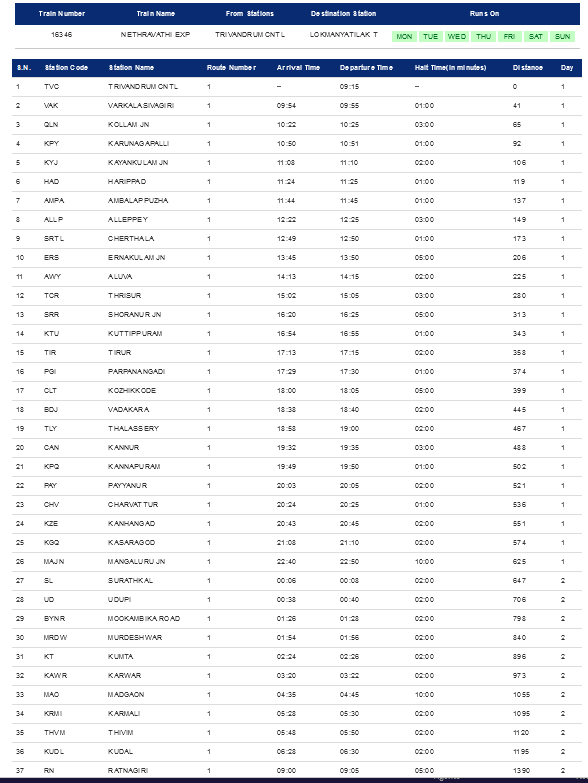 Train Number Train Name From Stations Destination Station Runs On
16346 NETHRAVATHI EXP TRIVANDRUM CNTL LOKMANYATILAK T MON TUE WED THU FRI SAT SUN
S.N. Station Code Station Name Route Number Arrival Time Departure Time Halt Time(In minutes) Distance Day
1 TVC TRIVANDRUM CNTL 1 -- 09:15 -- 0 1
2 VAK VARKALASIVAGIRI 1 09:54 09:55 01:00 41 1
3 QLN KOLLAM JN 1 10:22 10:25 03:00 65 1
4 KPY KARUNAGAPALLI 1 10:50 10:51 01:00 92 1
5 KYJ KAYANKULAM JN 1 11:08 11:10 02:00 106 1
6 HAD HARIPPAD 1 11:24 11:25 01:00 119 1
7 AMPA AMBALAPPUZHA 1 11:44 11:45 01:00 137 1
8 ALLP ALLEPPEY 1 12:22 12:25 03:00 149 1
9 SRTL CHERTHALA 1 12:49 12:50 01:00 173 1
10 ERS ERNAKULAM JN 1 13:45 13:50 05:00 206 1
11 AWY ALUVA 1 14:13 14:15 02:00 225 1
12 TCR THRISUR 1 15:02 15:05 03:00 280 1
13 SRR SHORANUR JN 1 16:20 16:25 05:00 313 1
14 KTU KUTTIPPURAM 1 16:54 16:55 01:00 343 1
15 TIR TIRUR 1 17:13 17:15 02:00 358 1
16 PGI PARPANANGADI 1 17:29 17:30 01:00 374 1
17 CLT KOZHIKKODE 1 18:00 18:05 05:00 399 1
18 BDJ VADAKARA 1 18:38 18:40 02:00 445 1
19 TLY THALASSERY 1 18:58 19:00 02:00 467 1
20 CAN KANNUR 1 19:32 19:35 03:00 488 1
21 KPQ KANNAPURAM 1 19:49 19:50 01:00 502 1
22 PAY PAYYANUR 1 20:03 20:05 02:00 521 1
23 CHV CHARVATTUR 1 20:24 20:25 01:00 536 1
24 KZE KANHANGAD 1 20:43 20:45 02:00 551 1
25 KGQ KASARAGOD 1 21:08 21:10 02:00 574 1
26 MAJN MANGALURU JN 1 22:40 22:50 10:00 625 1
27 SL SURATHKAL 1 00:06 00:08 02:00 647 2
28 UD UDUPI 1 00:38 00:40 02:00 706 2
29 BYNR MOOKAMBIKA ROAD 1 01:26 01:28 02:00 798 2
30 MRDW MURDESHWAR 1 01:54 01:56 02:00 840 2
31 KT KUMTA 1 02:24 02:26 02:00 896 2
32 KAWR KARWAR 1 03:20 03:22 02:00 973 2
33 MAO MADGAON 1 04:35 04:45 10:00 1055 2
34 KRMI KARMALI 1 05:28 05:30 02:00 1095 2
35 THVM THIVIM 1 05:48 05:50 02:00 1120 2
36 KUDL KUDAL 1 06:28 06:30 02:00 1195 2
37 RN RATNAGIRI 1 09:00 09:05 05:00 1390 2